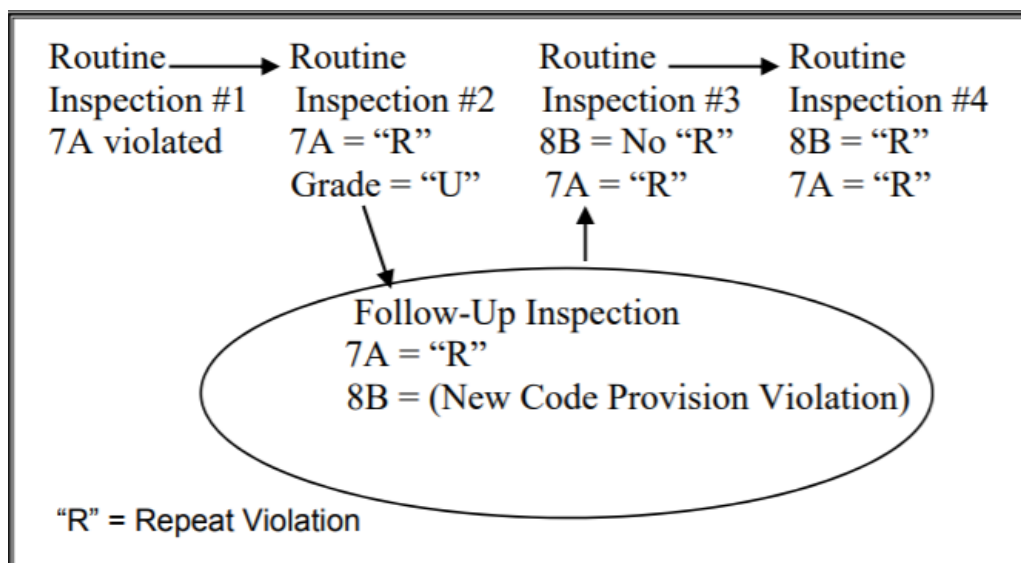 Routine
Inspection #1
7A violated
Routine
Inspection #2
7A = “R”
Grade = “U”
Routine
Inspection #3
8B = No “R”
7A = “R”
Routine
Inspection #4
8B = “R”
7A = “R”
Follow-Up Inspection
7A = “R”
8B = (New Code Provision Violation)
“R” = Repeat Violation